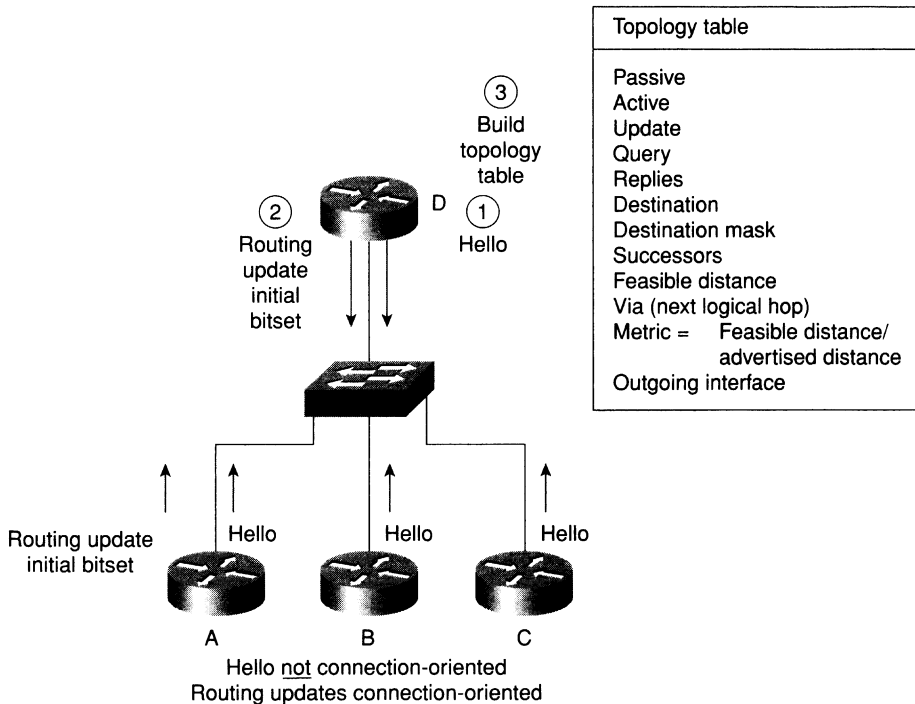 Topology table
Passive
Active
Update
Query
Replies
Destination
Destination mask
Successors
Feasible distance
Via (next logical hop)
Metric = Feasible distance/
advertised distance
Outgoing interface
3
Build
topology
table
D
1
Hello
2
Routing
update
initial
bitset
Routing update
initial bitset
Hello
Hello
Hello
A
B
C
Hello not connection-oriented
Routing updates connection-oriented